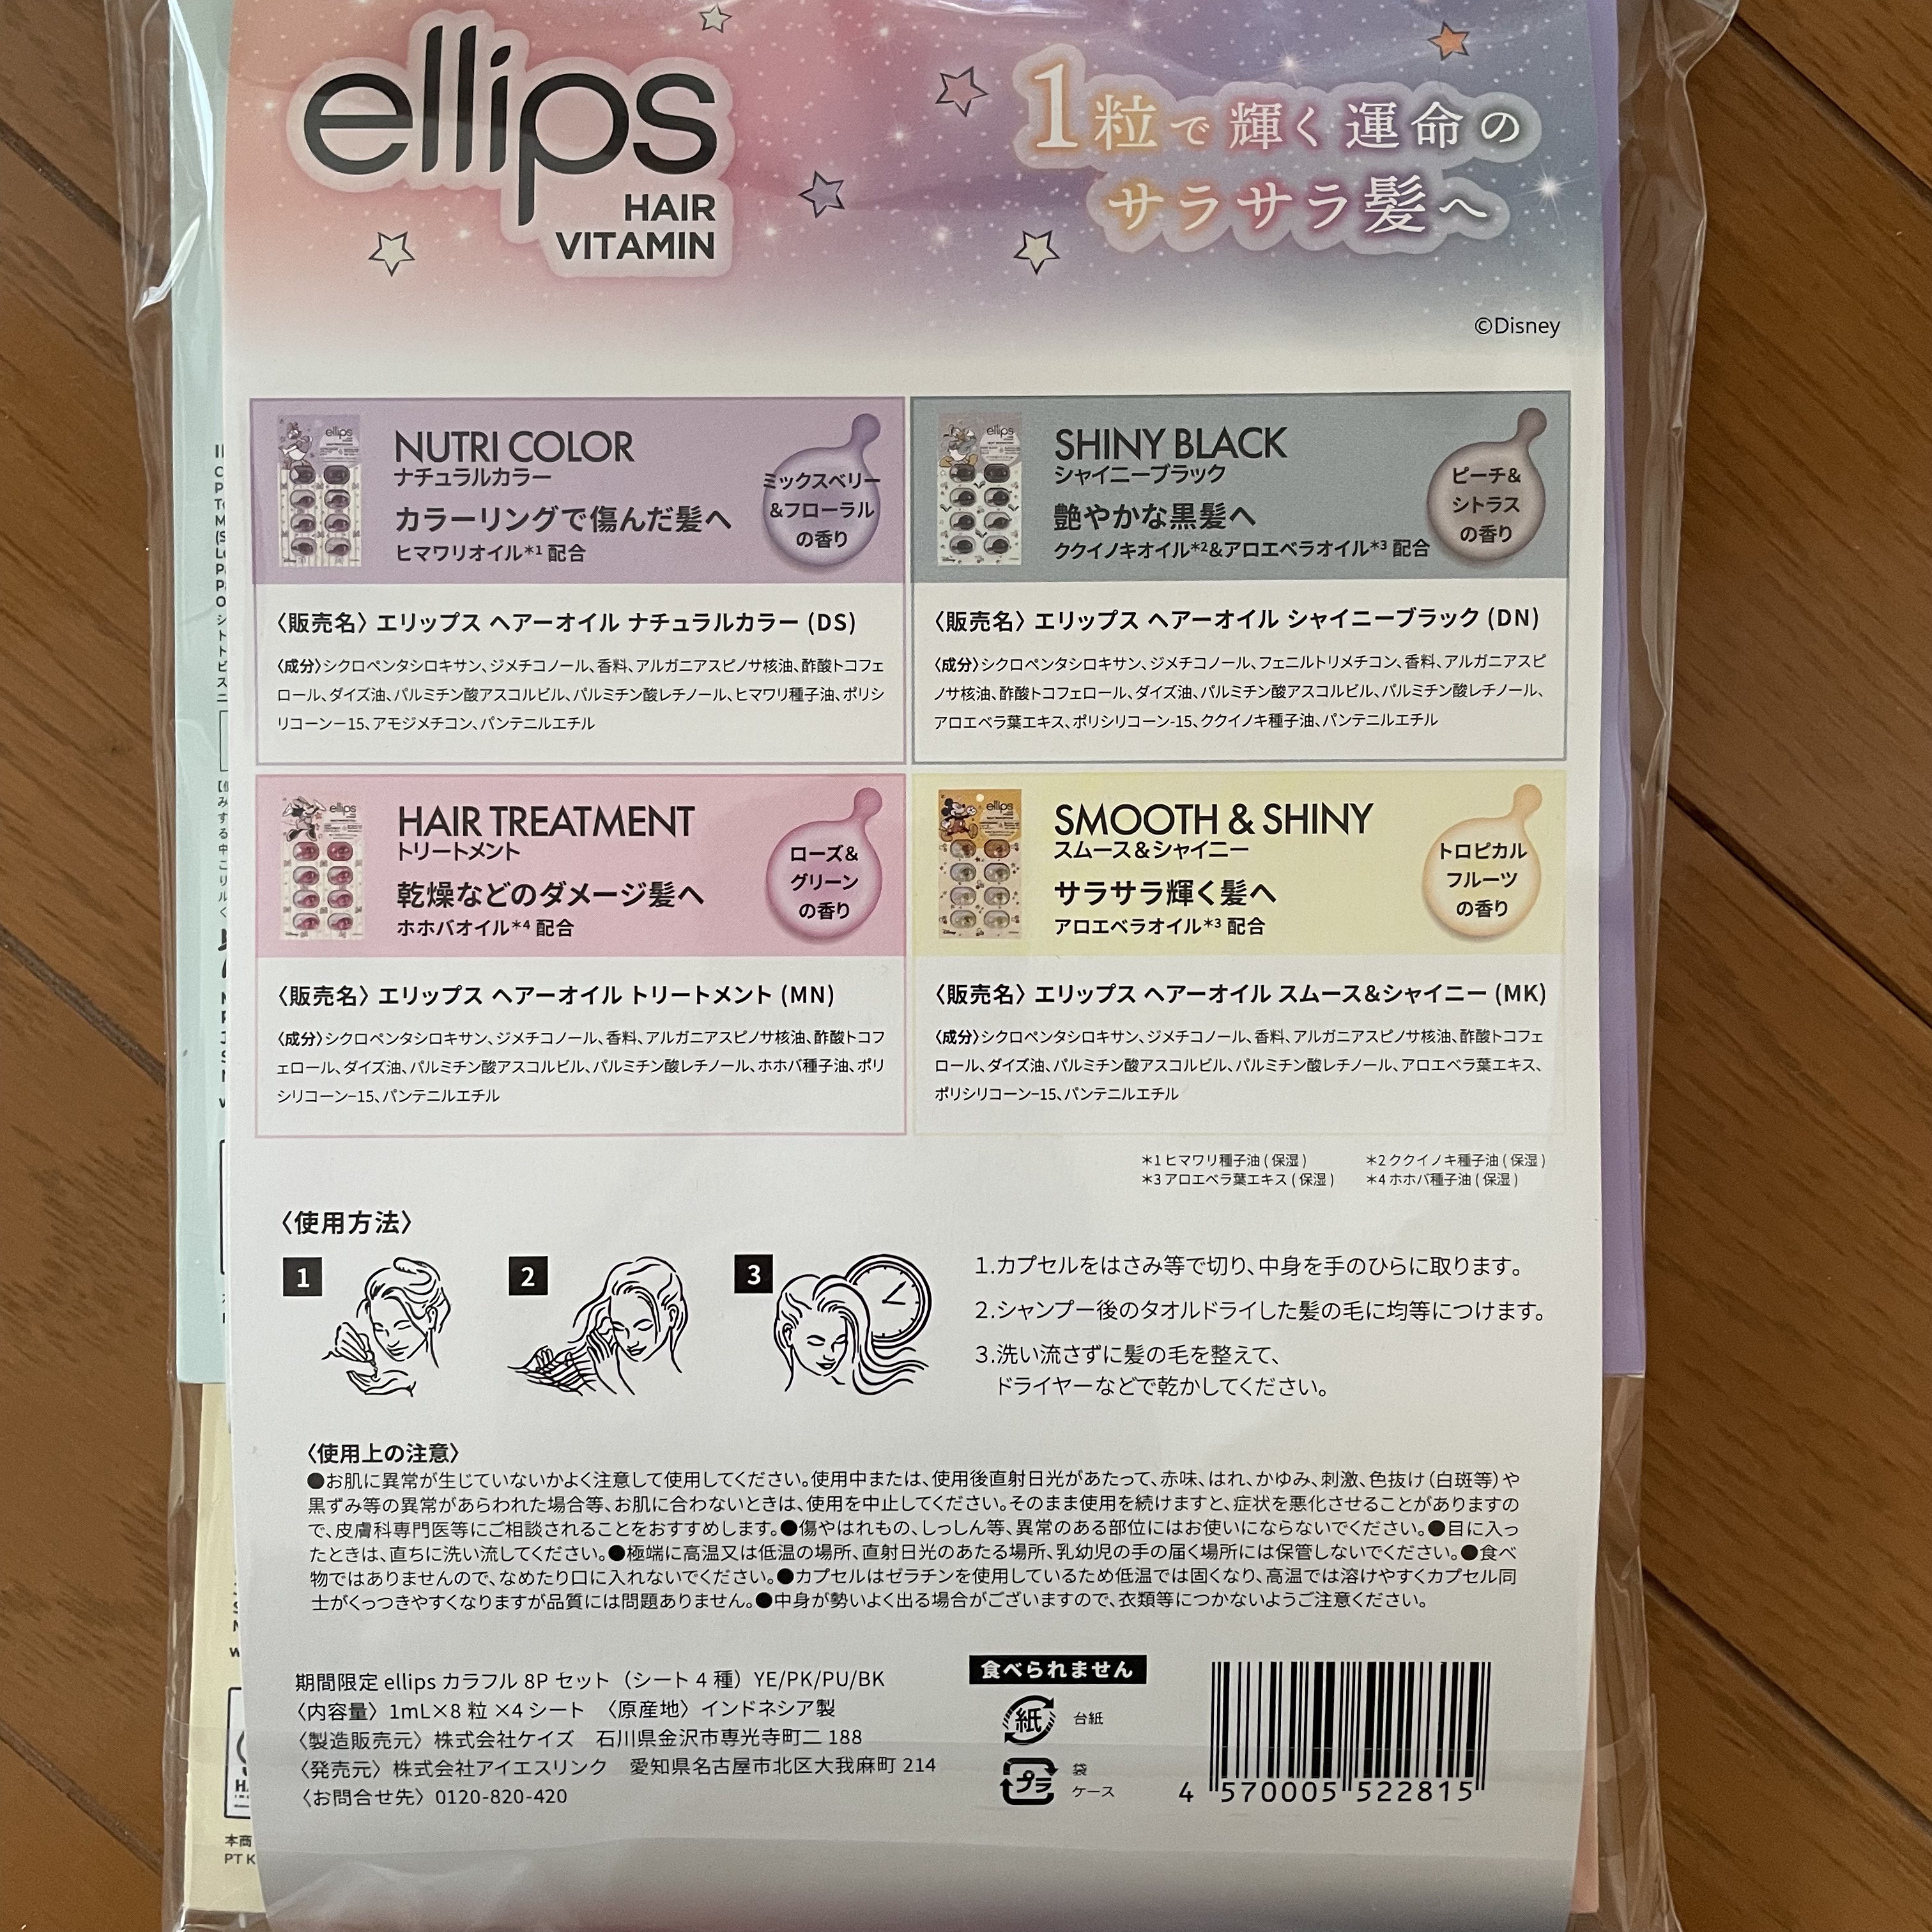 ellips
HAIR
VITAMIN
1粒で輝く運命の
サラサラ髪へ
©Disney
NUTRI COLOR
ナチュラルカラー
カラーリングで傷んだ髪へ
ヒマワリオイル*1 配合
ミックスベリー
&フローラル
の香り
〈販売名〉エリップス ヘアーオイル ナチュラルカラー (DS)
〈成分〉シクロペンタシロキサン、ジメチコノール、香料、アルガニアスピノサ核油、酢酸トコフェ
ロール、ダイズ油、パルミチン酸アスコルビル、パルミチン酸レチノール、ヒマワリ種子油、ポリシ
リコーン−15、アモジメチコン、パンテニルエチル
SHINY BLACK
シャイニーブラック
艶やかな黒髪へ
ククイノキオイル*2&アロエベラオイル*3 配合
ピーチ&
シトラス
の香り
〈販売名〉エリップス ヘアーオイル シャイニーブラック (DN)
〈成分〉シクロペンタシロキサン、ジメチコノール、フェニルトリメチコン、香料、アルガニアスピ
ノサ核油、酢酸トコフェロール、ダイズ油、パルミチン酸アスコルビル、パルミチン酸レチノール、
アロエベラ葉エキス、ポリシリコーン-15、ククイノキ種子油、パンテニルエチル
HAIR TREATMENT
トリートメント
乾燥などのダメージ髪へ
ホホバオイル*4 配合
ローズ&
グリーン
の香り
〈販売名〉エリップス ヘアーオイル トリートメント (MN)
〈成分〉シクロペンタシロキサン、ジメチコノール、香料、アルガニアスピノサ核油、酢酸トコフ
ェロール、ダイズ油、パルミチン酸アスコルビル、パルミチン酸レチノール、ホホバ種子油、ポリ
シリコーン−15、パンテニルエチル
SMOOTH & SHINY
スムース&シャイニー
サラサラ輝く髪へ
アロエベラオイル*3 配合
トロピカル
フルーツ
の香り
〈販売名〉エリップス ヘアーオイル スムース&シャイニー (MK)
〈成分〉シクロペンタシロキサン、ジメチコノール、香料、アルガニアスピノサ核油、酢酸トコフェ
ロール、ダイズ油、パルミチン酸アスコルビル、パルミチン酸レチノール、アロエベラ葉エキス、
ポリシリコーン−15、パンテニルエチル
*1 ヒマワリ種子油 ( 保湿 ) *2 ククイノキ種子油 ( 保湿 )
*3 アロエベラ葉エキス ( 保湿 ) *4 ホホバ種子油 ( 保湿 )
〈使用方法〉
1 2 3
1.カプセルをはさみ等で切り、中身を手のひらに取ります。
2.シャンプー後のタオルドライした髪の毛に均等につけます。
3.洗い流さずに髪の毛を整えて、
ドライヤーなどで乾かしてください。
〈使用上の注意〉
●お肌に異常が生じていないかよく注意して使用してください。使用中または、使用後直射日光があたって、赤味、はれ、かゆみ、刺激、色抜け（白斑等）や
黒ずみ等の異常があらわれた場合等、お肌に合わないときは、使用を中止してください。そのまま使用を続けますと、症状を悪化させることがありますの
で、皮膚科専門医等にご相談されることをおすすめします。●傷やはれもの、しっしん等、異常のある部位にはお使いにならないでください。●目に入っ
たときは、直ちに洗い流してください。●極端に高温又は低温の場所、直射日光のあたる場所、乳幼児の手の届く場所には保管しないでください。●食べ
物ではありませんので、なめたり口に入れないでください。●カプセルはゼラチンを使用しているため低温では固くなり、高温では溶けやすくカプセル同
士がくっつきやすくなりますが品質には問題ありません。●中身が勢いよく出る場合がございますので、衣類等につかないようご注意ください。
期間限定 ellips カラフル 8P セット（シート 4 種）YE/PK/PU/BK
〈内容量〉1mL×8 粒 ×4 シート 〈原産地〉インドネシア製
〈製造販売元〉株式会社ケイズ 石川県金沢市専光寺町二 188
〈発売元〉株式会社アイエスリンク 愛知県名古屋市北区大我麻町 214
〈お問合せ先〉0120-820-420
食べられません
紙 台紙
プラ 袋
ケース
4 570005 522815
本商
PT K